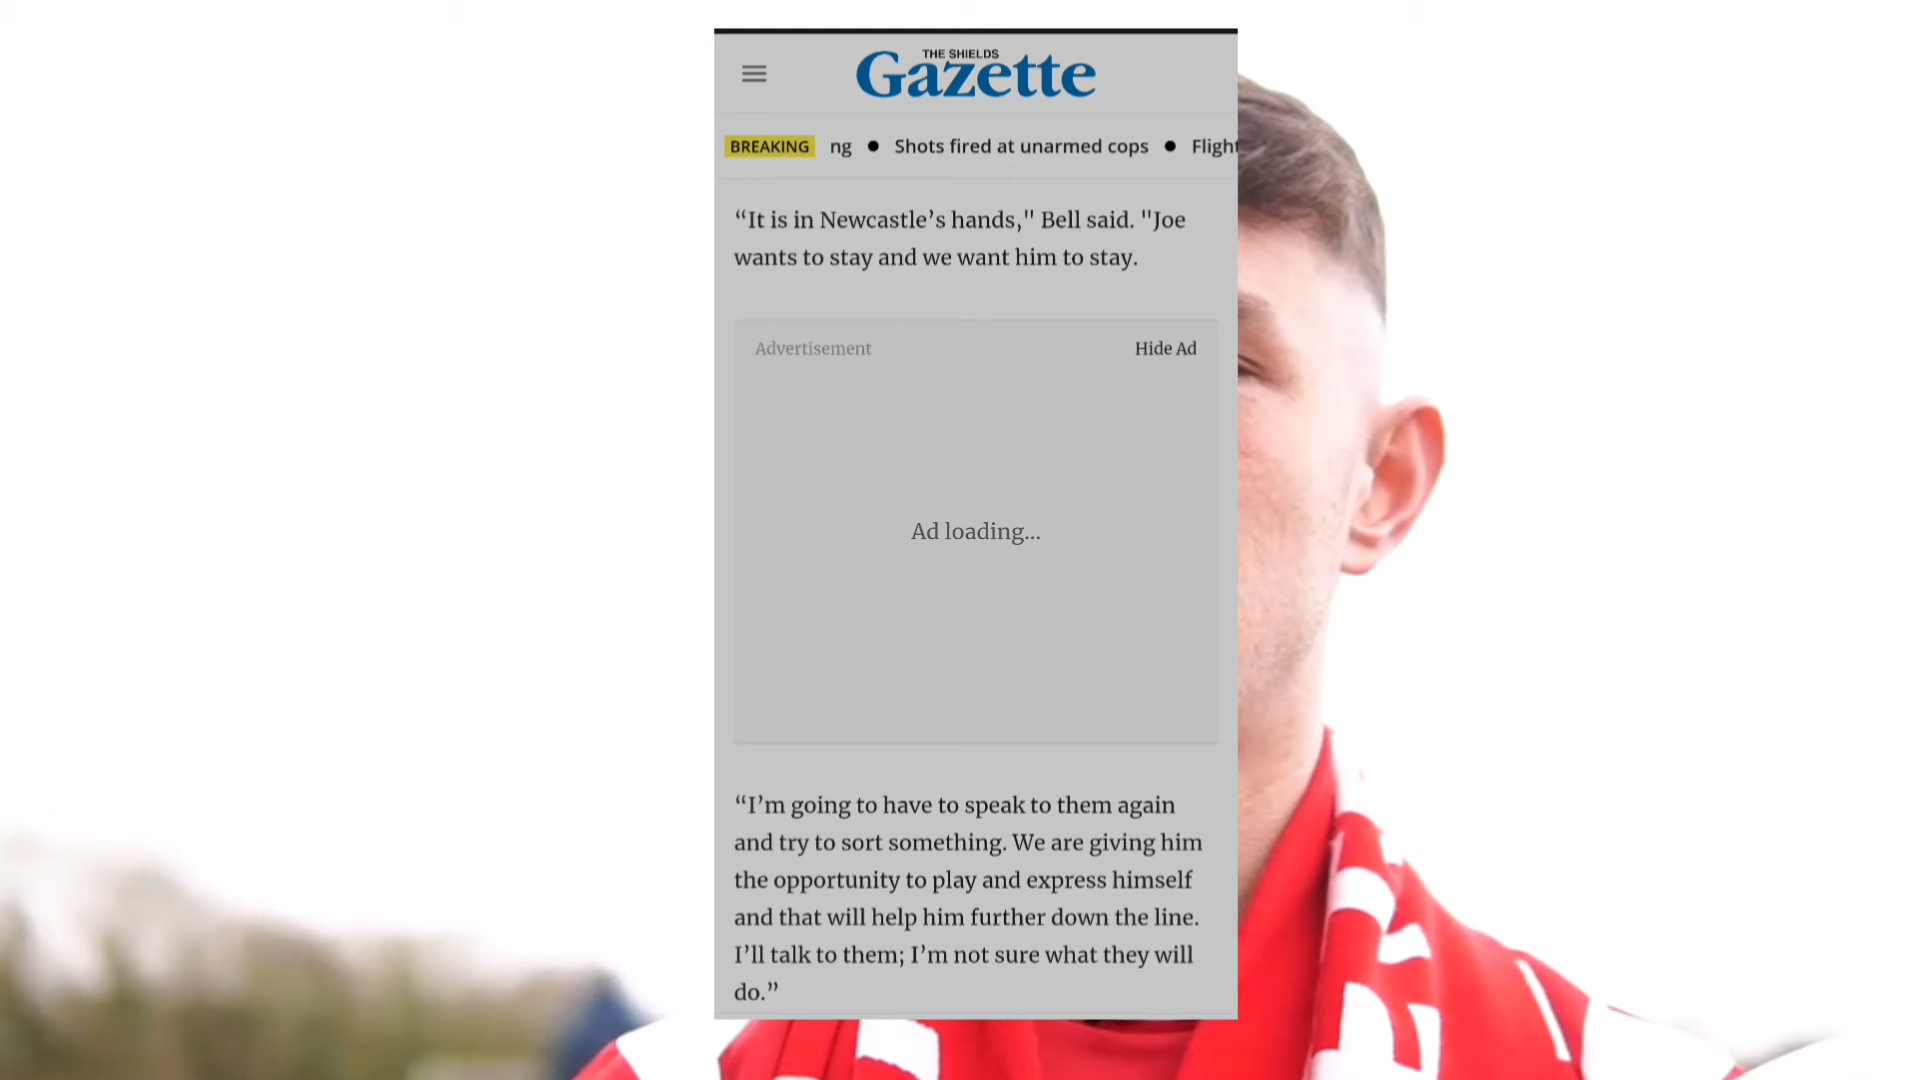 THE SHIELDS
Gazette
BREAKING ng ● Shots fired at unarmed cops ● Flight
“It is in Newcastle’s hands," Bell said. "Joe
wants to stay and we want him to stay.
Advertisement Hide Ad
Ad loading...
“I’m going to have to speak to them again
and try to sort something. We are giving him
the opportunity to play and express himself
and that will help him further down the line.
I’ll talk to them; I’m not sure what they will
do.”